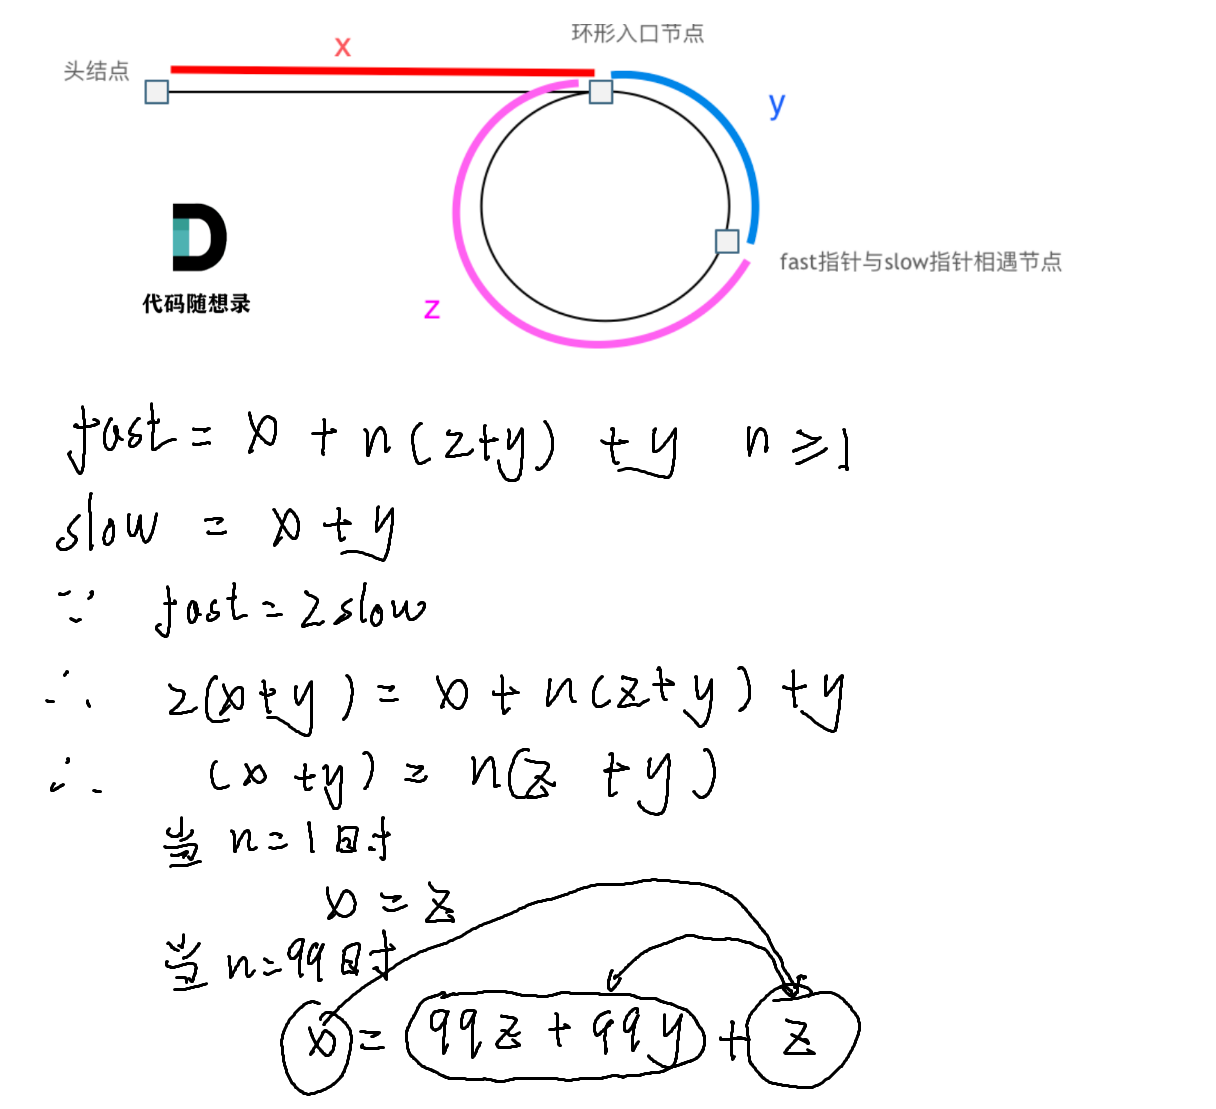 x
环形入口节点
头结点
y
fast指针与slow指针相遇节点
代码随想录
z
fast = x + n(z+y) + y n ≥ 1
slow = x + y
∵ fast = 2slow
∴ 2(x+y) = x + n(z+y) + y
∴ (x+y) = n(z + y)
当 n = 1 时
x = z
当 n = 99 时
x = 99z + 99y + z